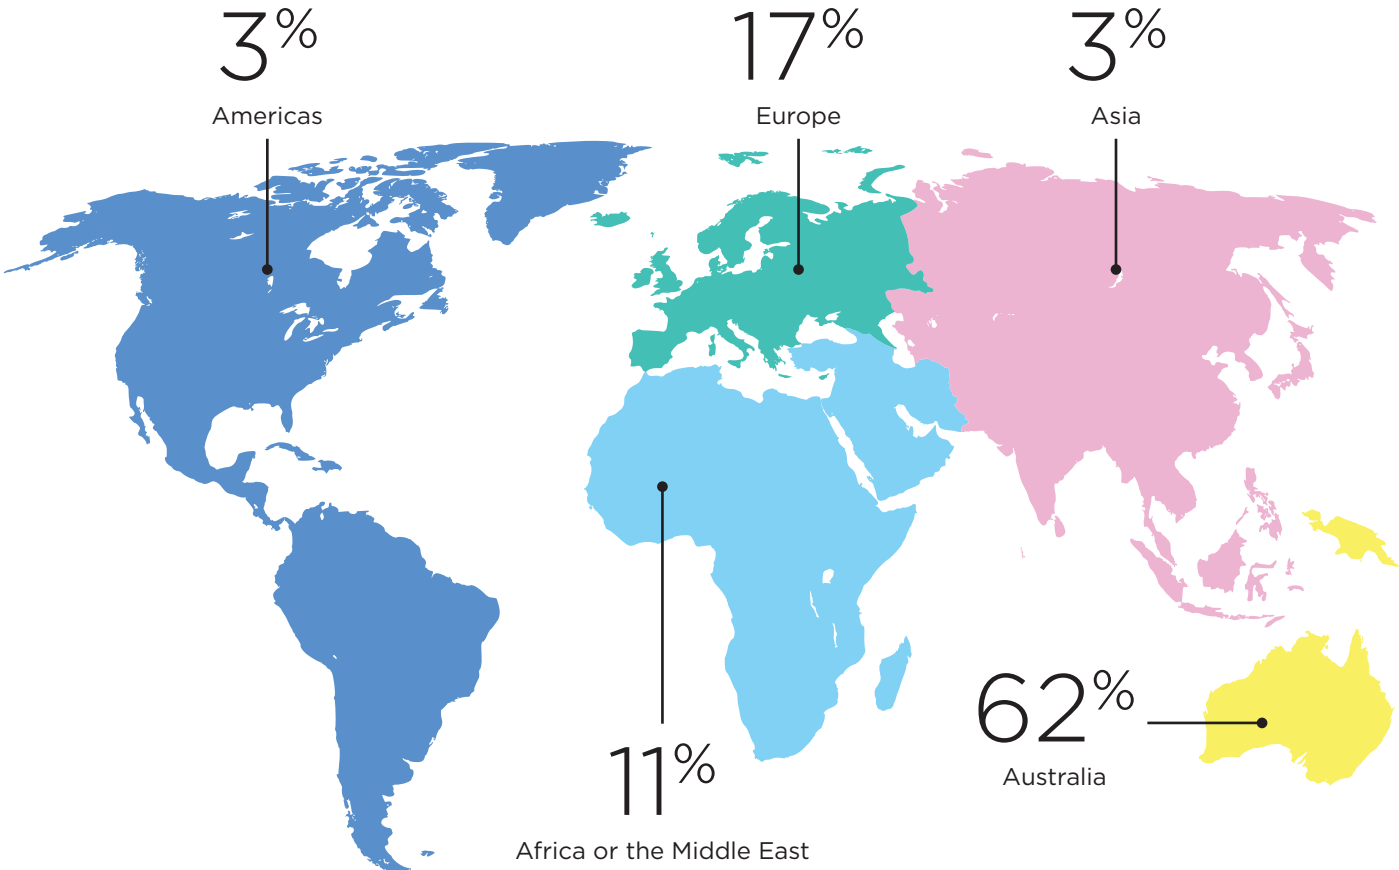 3%
Americas
17%
Europe
3%
Asia
62%
Australia
11%
Africa or the Middle East